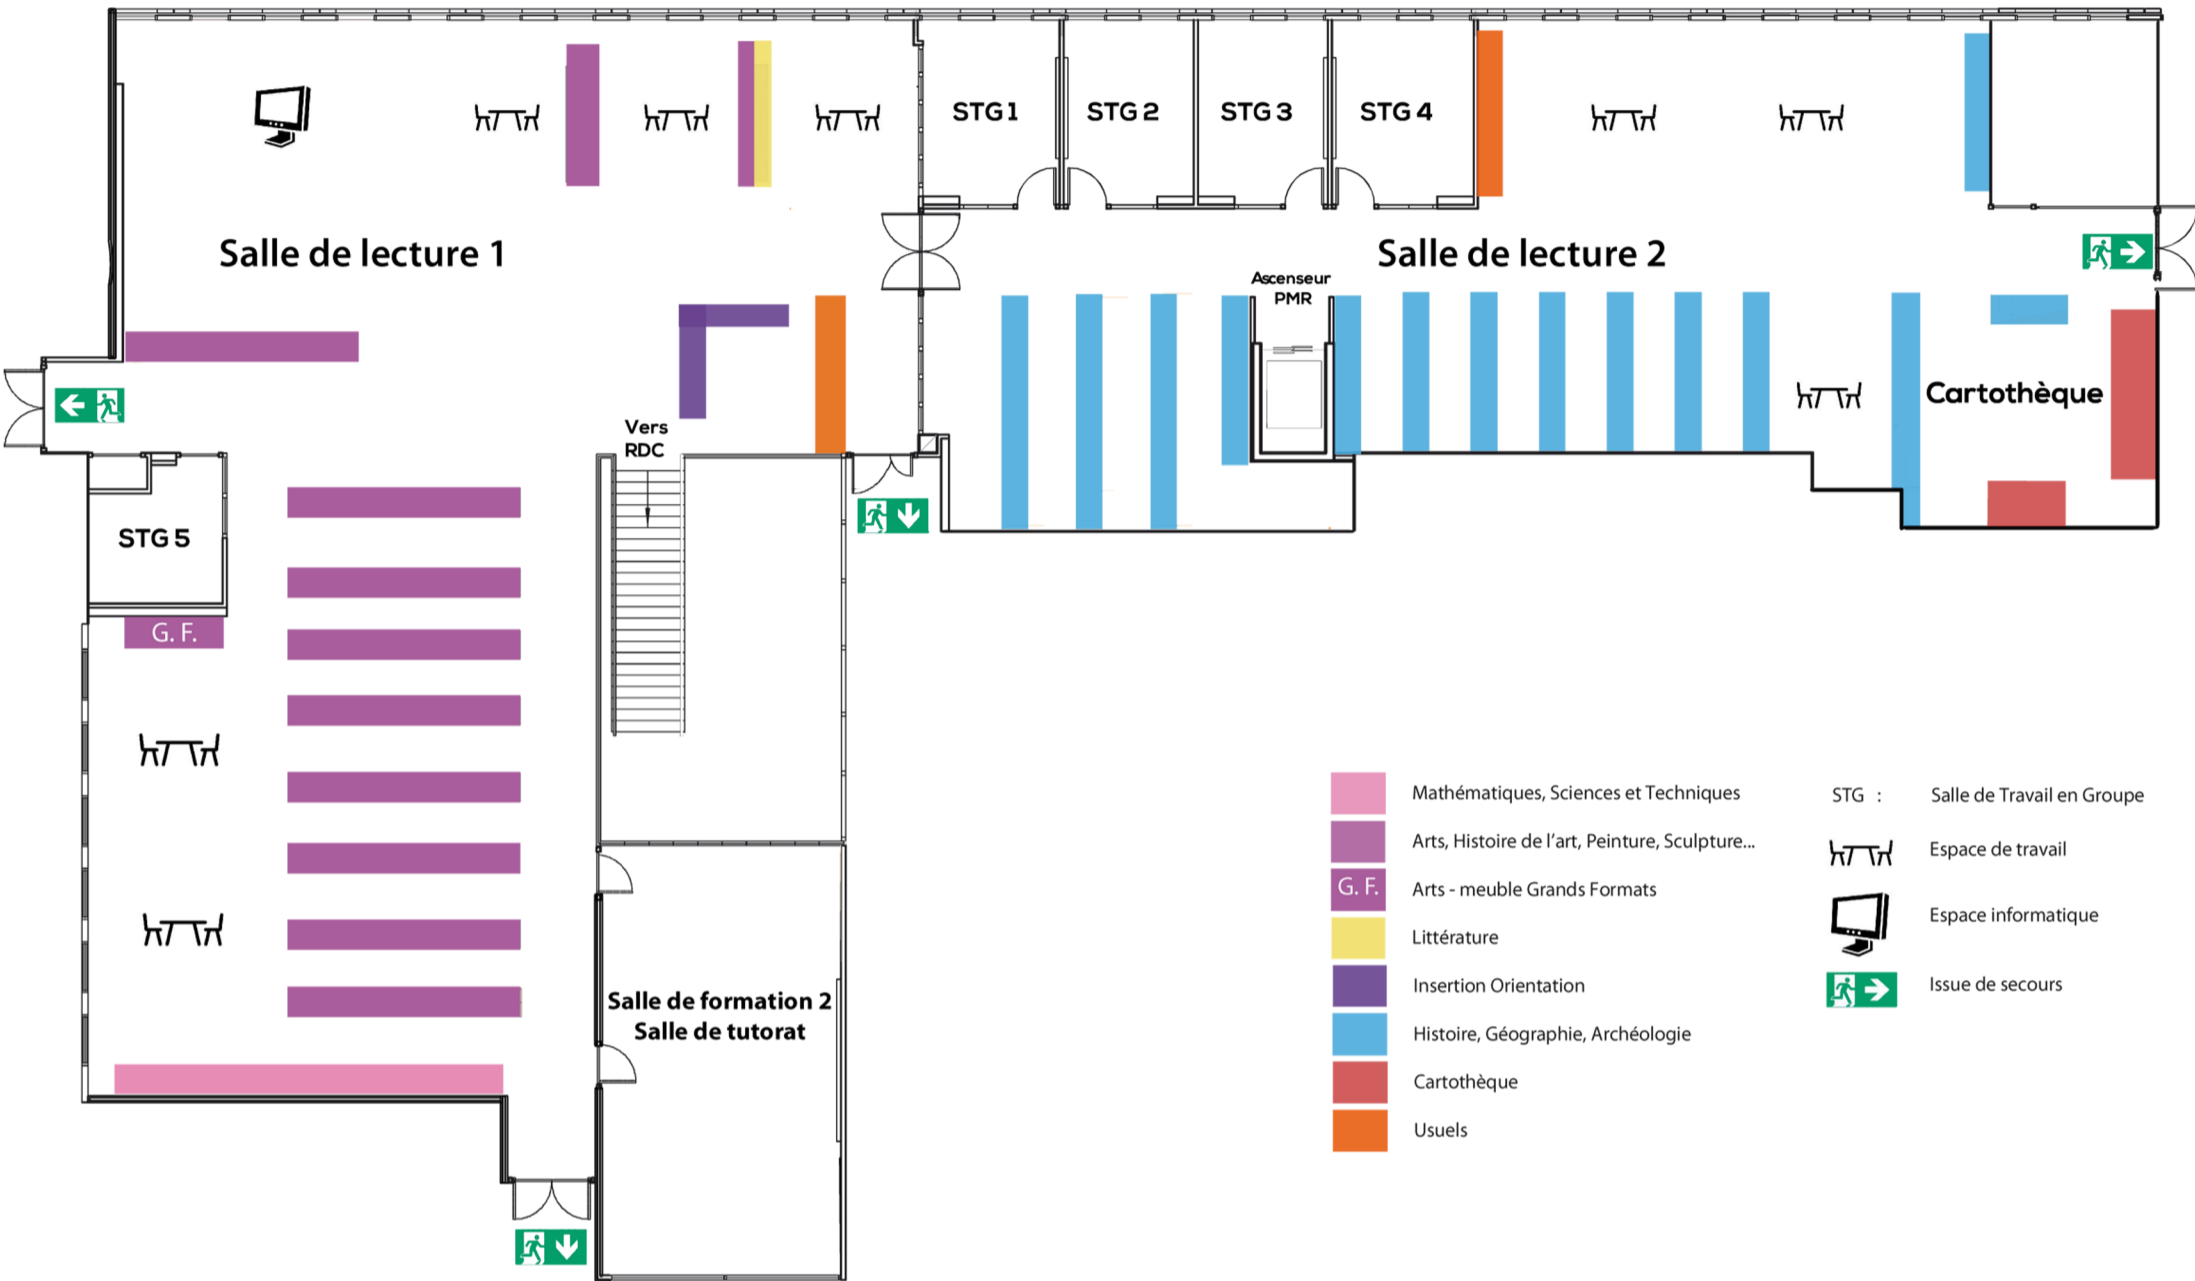 STG 1
STG 2
STG 3
STG 4
Salle de lecture 1
Salle de lecture 2
Ascenseur
PMR
Cartothèque
Vers
RDC
STG 5
G. F.
Salle de formation 2
Salle de tutorat
Mathématiques, Sciences et Techniques
Arts, Histoire de l'art, Peinture, Sculpture...
G. F. Arts - meuble Grands Formats
Littérature
Insertion Orientation
Histoire, Géographie, Archéologie
Cartothèque
Usuels
STG : Salle de Travail en Groupe
Espace de travail
Espace informatique
Issue de secours